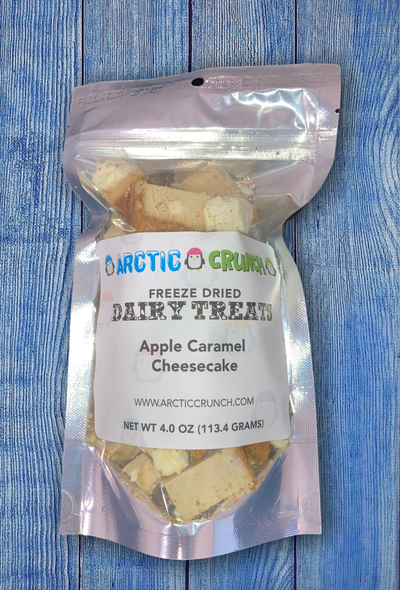 ARCTIC CRUNCH
FREEZE DRIED
DAIRY TREATS
Apple Caramel
Cheesecake
WWW.ARCTICCRUNCH.COM
NET WT 4.0 OZ (113.4 GRAMS)